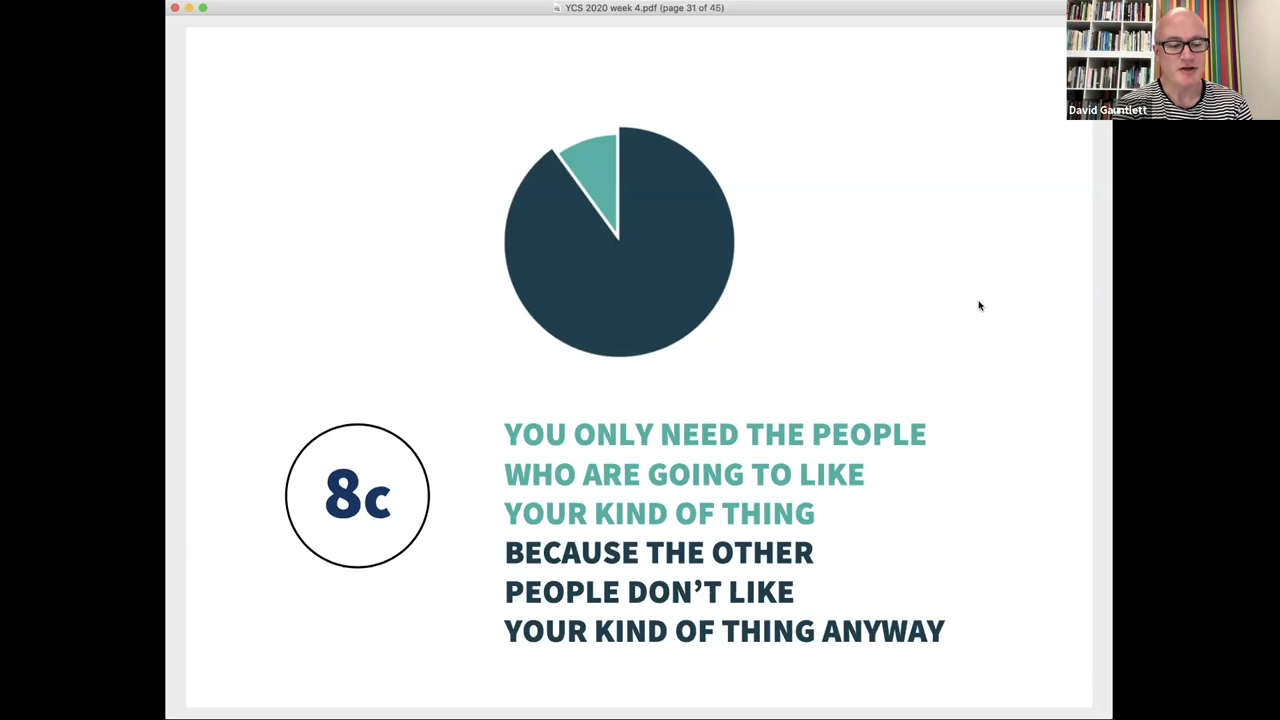 YCS 2020 week 4.pdf (page 31 of 45)
David Gauntlett
8c
YOU ONLY NEED THE PEOPLE
WHO ARE GOING TO LIKE
YOUR KIND OF THING
BECAUSE THE OTHER
PEOPLE DON’T LIKE
YOUR KIND OF THING ANYWAY